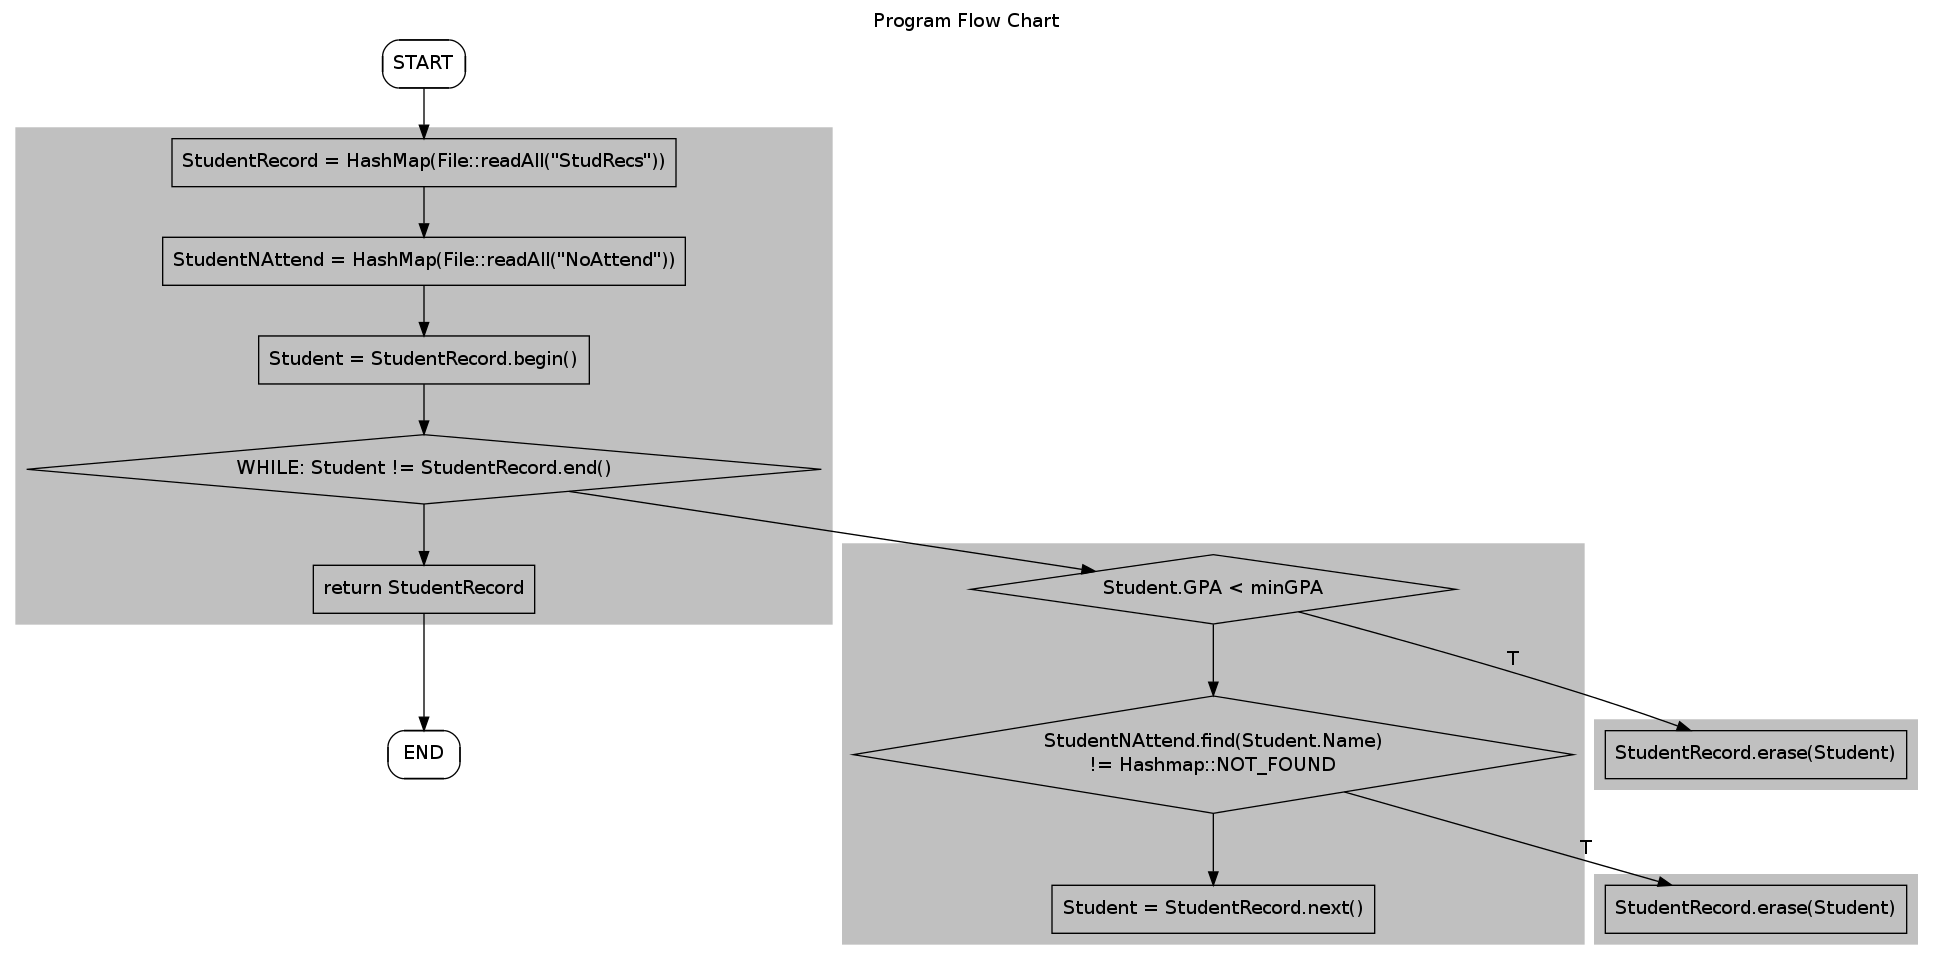 Program Flow Chart
START
StudentRecord = HashMap(File::readAll("StudRecs"))
StudentNAttend = HashMap(File::readAll("NoAttend"))
Student = StudentRecord.begin()
WHILE: Student != StudentRecord.end()
return StudentRecord
END
Student.GPA < minGPA
T
StudentRecord.erase(Student)
StudentNAttend.find(Student.Name)
!= Hashmap::NOT_FOUND
T
StudentRecord.erase(Student)
Student = StudentRecord.next()